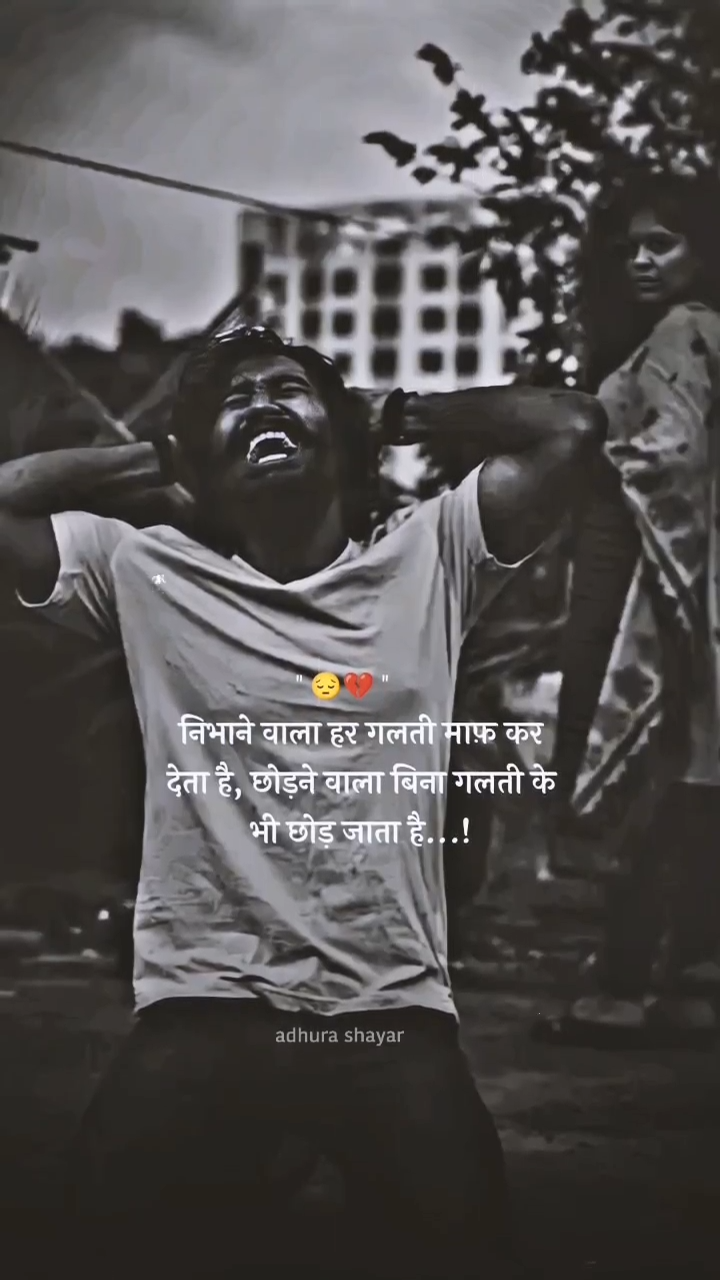 " 😔💔 "
निभाने वाला हर गलती माफ़ कर
देता है, छोड़ने वाला बिना गलती के
भी छोड़ जाता है...!
adhura shayar